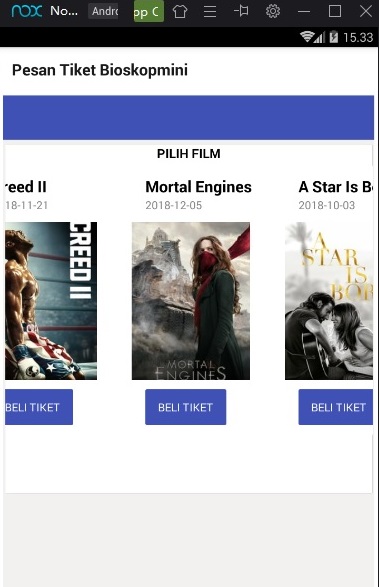 nox No... Andro pp C
15.33
Pesan Tiket Bioskopmini
PILIH FILM
reed II
18-11-21
CREED II
BELI TIKET
Mortal Engines
2018-12-05
MORTAL
ENGINES
BELI TIKET
A Star Is B
2018-10-03
A
STAR
IS
BOR
BELI TIKET